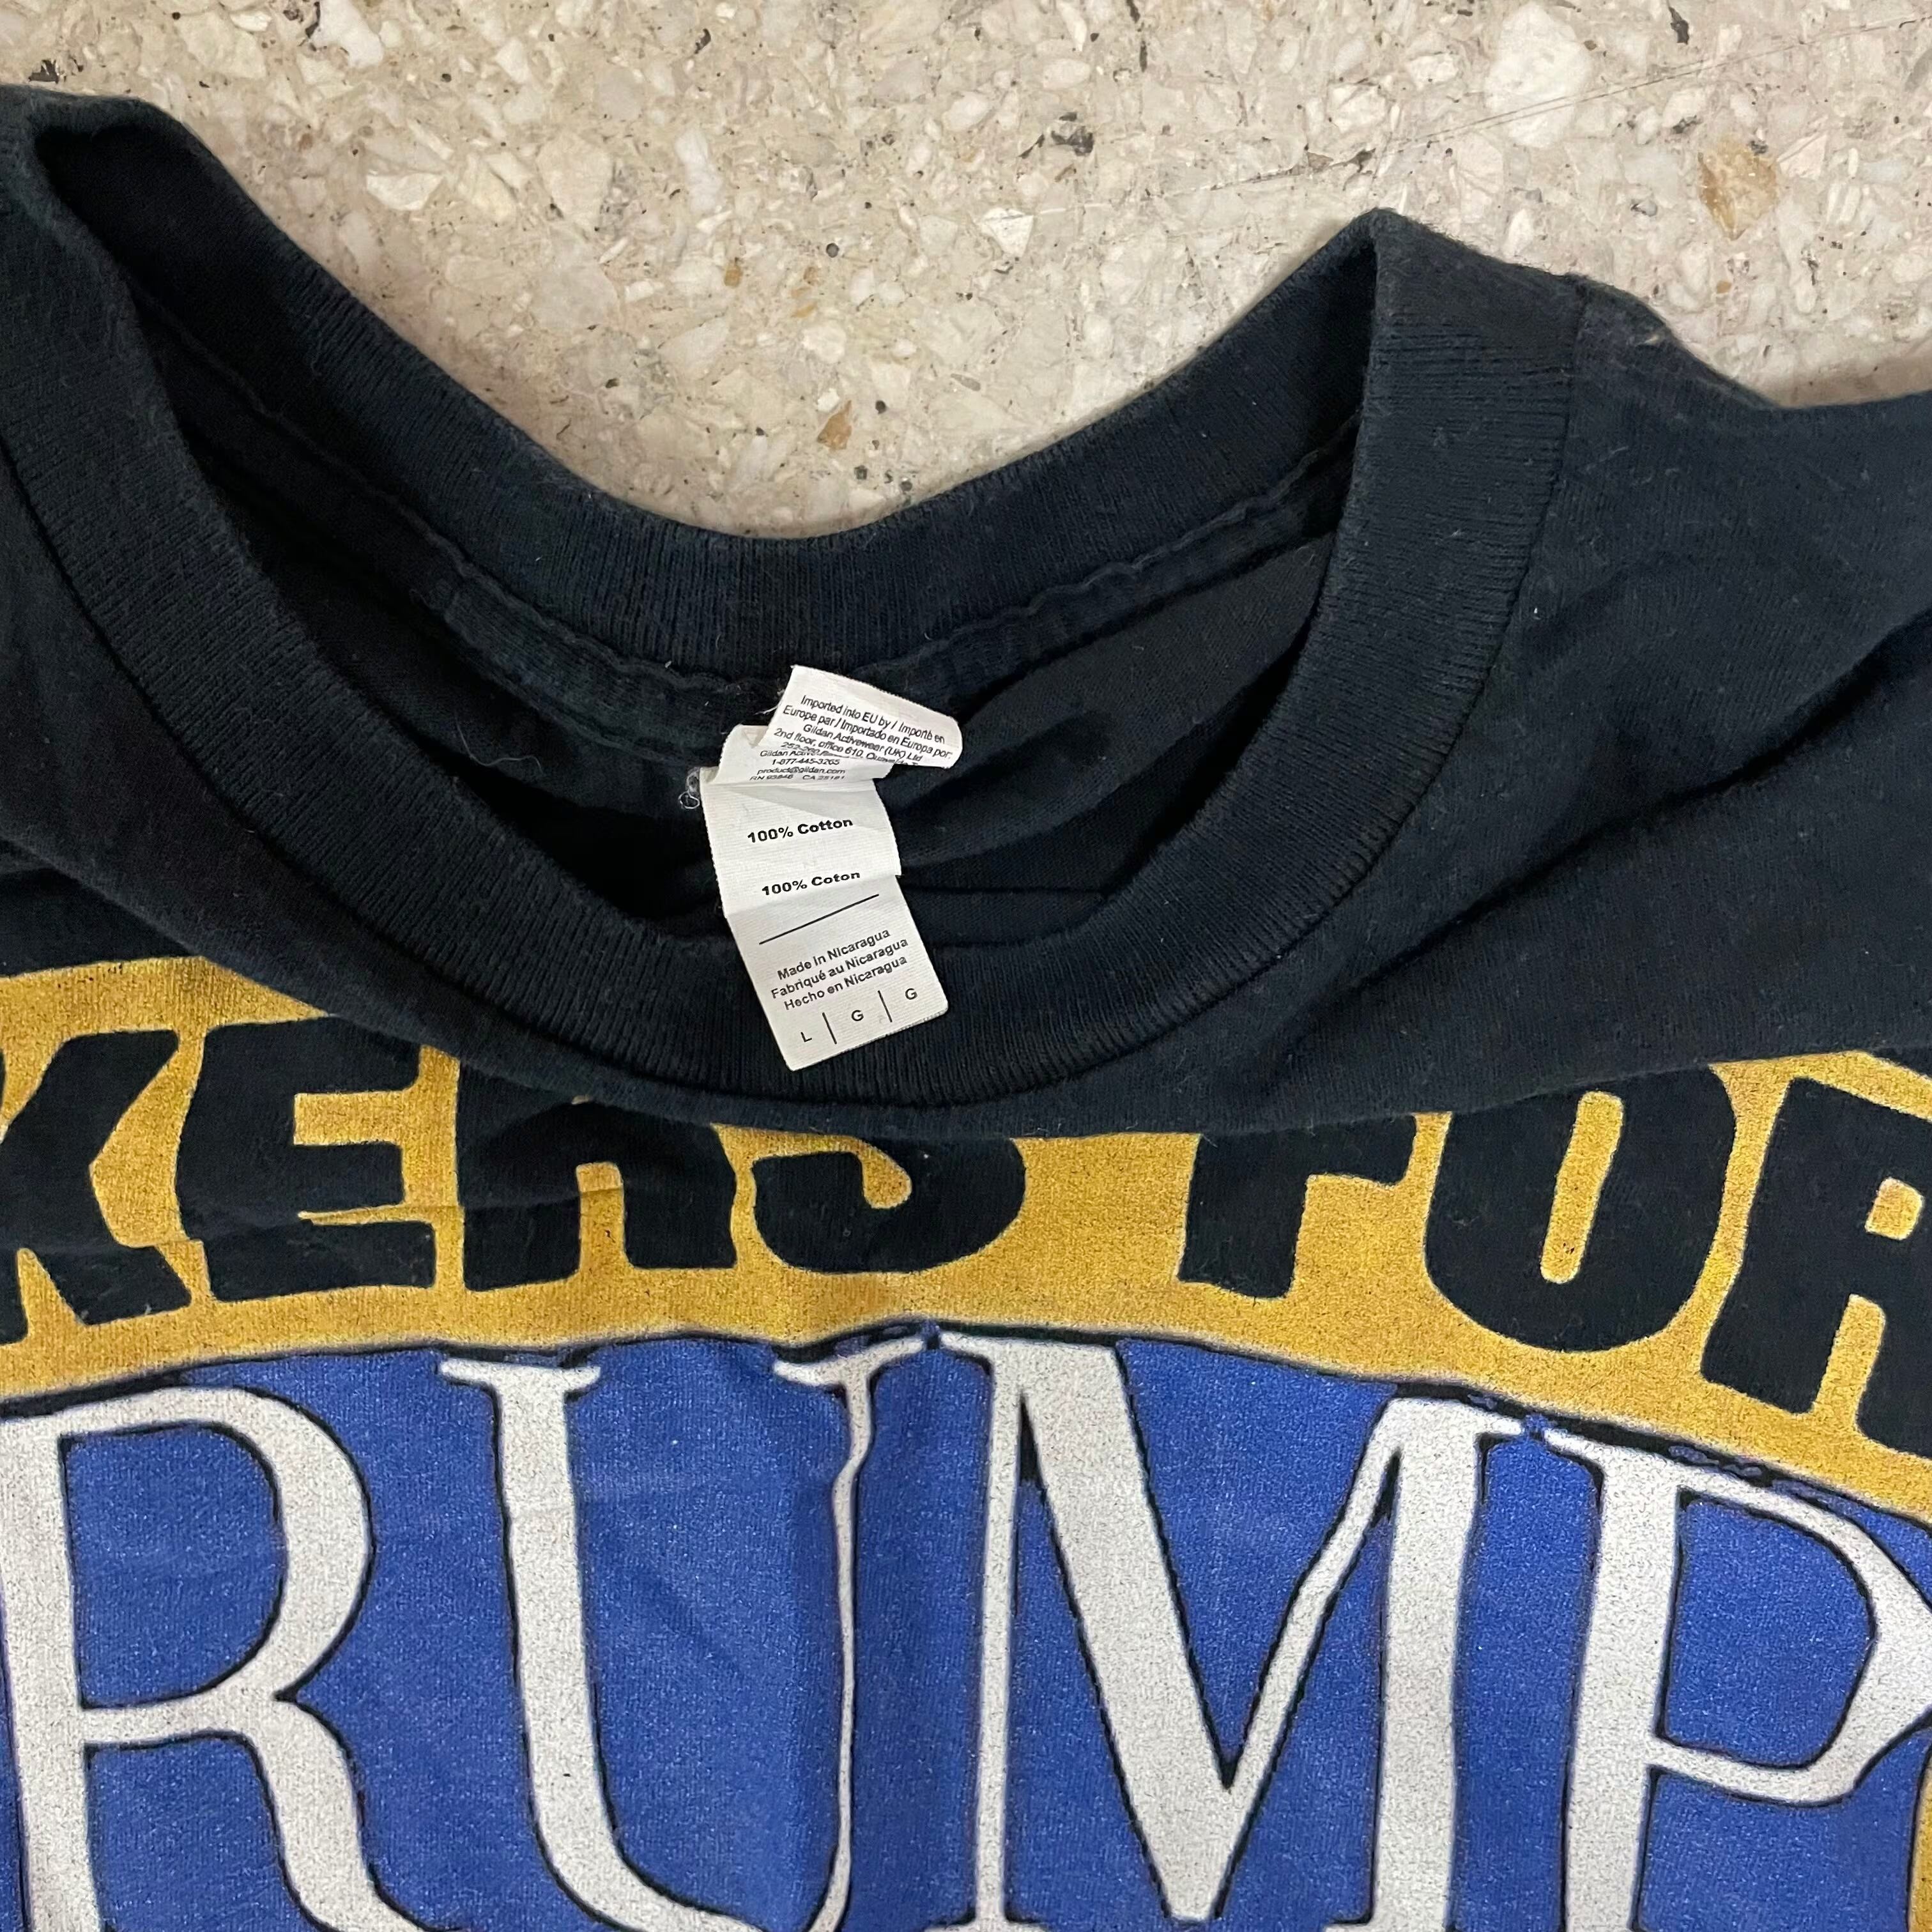 Imported into EU by / Importé en
Europe par / Importado en Europa por
Gildan Activewear (UK) Ltd
2nd floor, office 610,
1-877-445-3265
product@gildan.com
100% Cotton
100% Coton
Made in Nicaragua
Fabriqué au Nicaragua
Hecho en Nicaragua
L | G | G
KERS FOR
RUMP